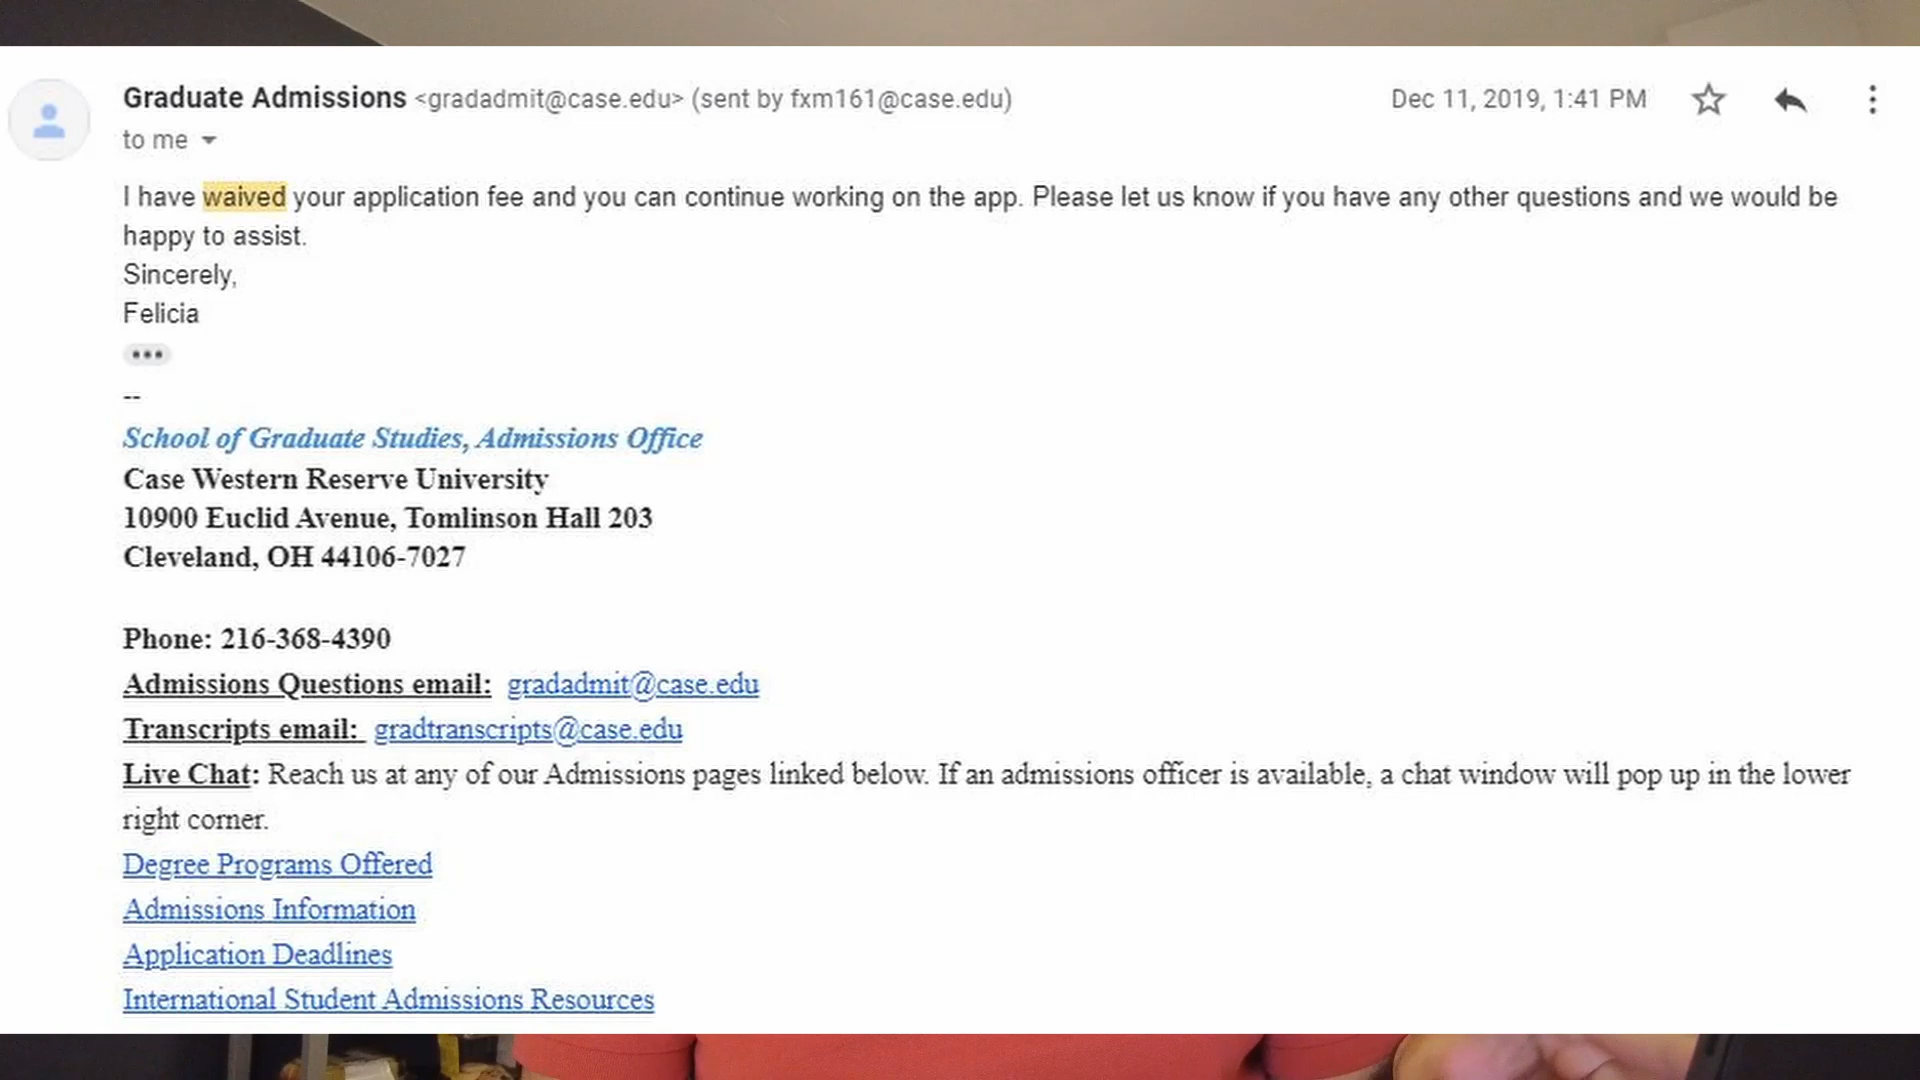 Graduate Admissions <gradadmit@case.edu> (sent by fxm161@case.edu) Dec 11, 2019, 1:41 PM
to me
I have waived your application fee and you can continue working on the app. Please let us know if you have any other questions and we would be
happy to assist.
Sincerely,
Felicia
--
School of Graduate Studies, Admissions Office
Case Western Reserve University
10900 Euclid Avenue, Tomlinson Hall 203
Cleveland, OH 44106-7027
Phone: 216-368-4390
Admissions Questions email: gradadmit@case.edu
Transcripts email: gradtranscripts@case.edu
Live Chat: Reach us at any of our Admissions pages linked below. If an admissions officer is available, a chat window will pop up in the lower
right corner.
Degree Programs Offered
Admissions Information
Application Deadlines
International Student Admissions Resources